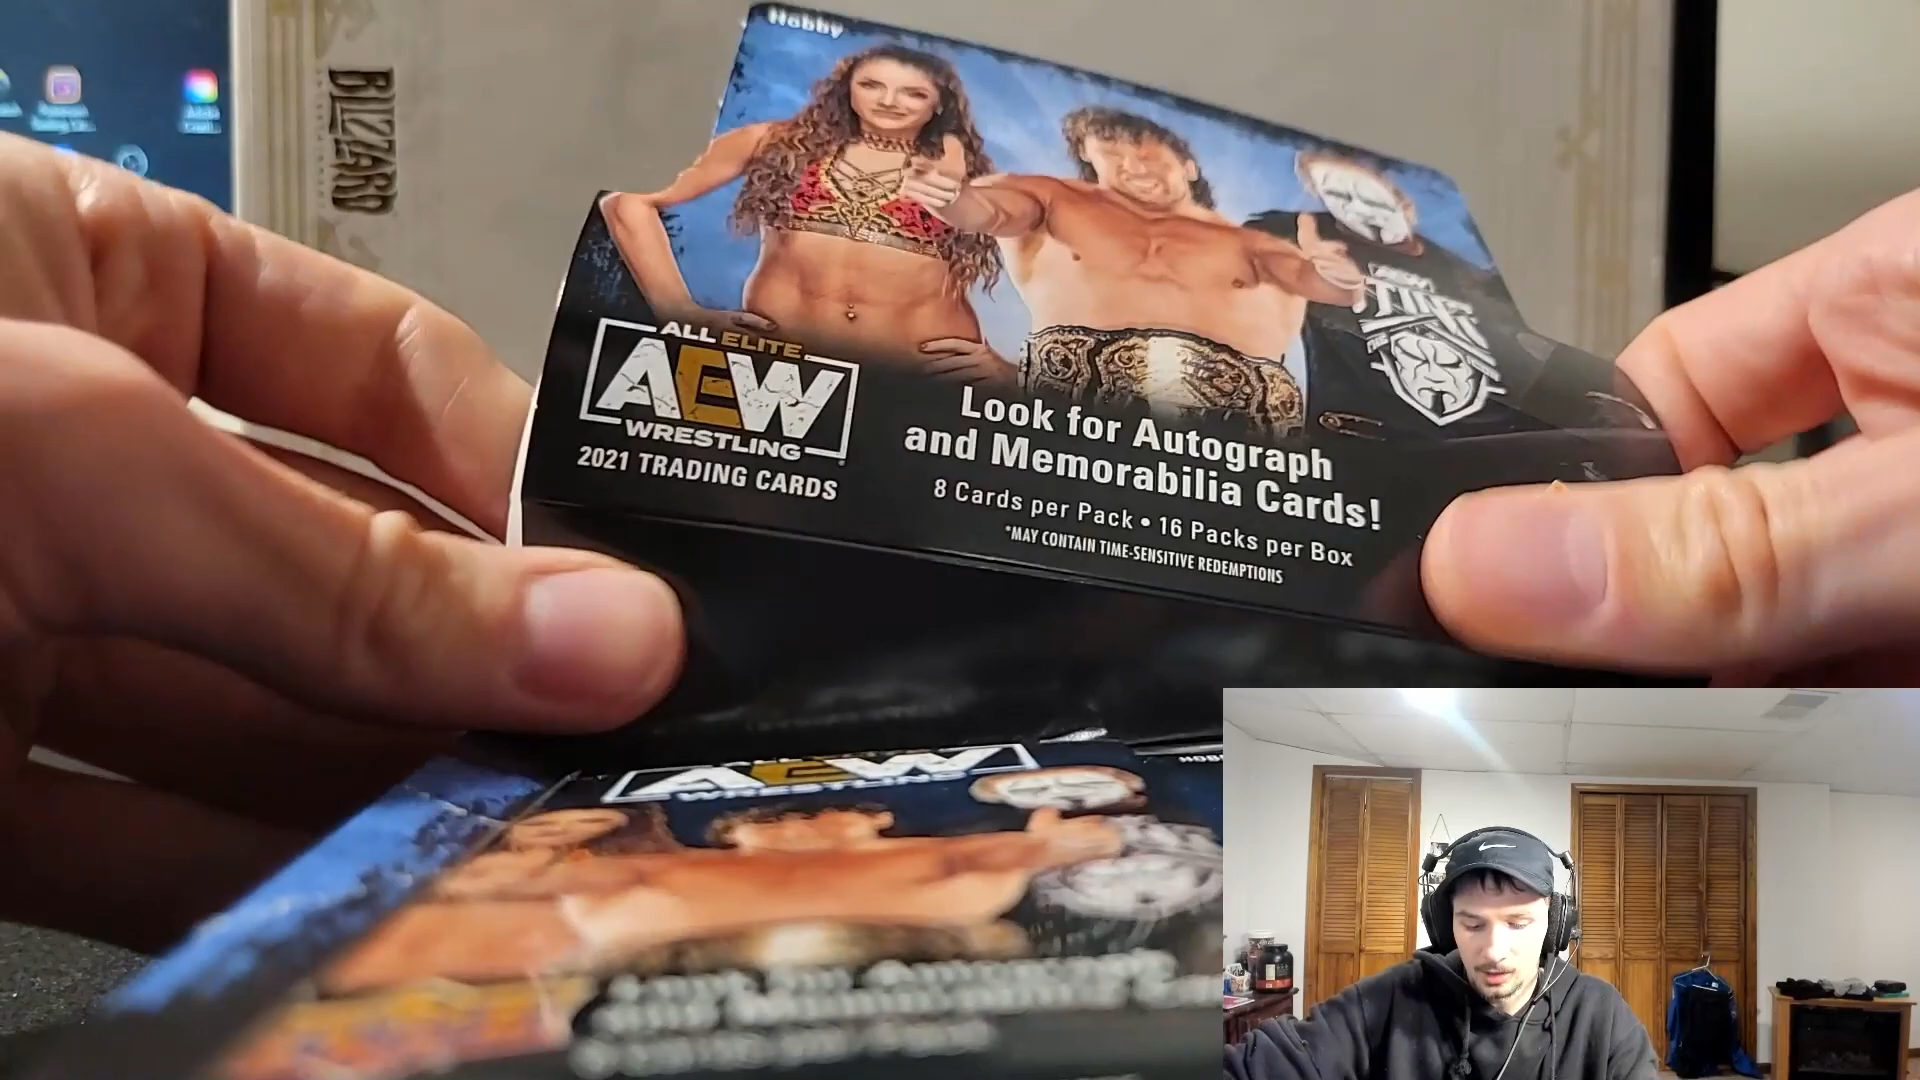 Hobby
BLIZZARD
ALL ELITE
AEW
WRESTLING
2021 TRADING CARDS
Look for Autograph
and Memorabilia Cards!
8 Cards per Pack • 16 Packs per Box
*MAY CONTAIN TIME-SENSITIVE REDEMPTIONS
AEW
WRESTLING